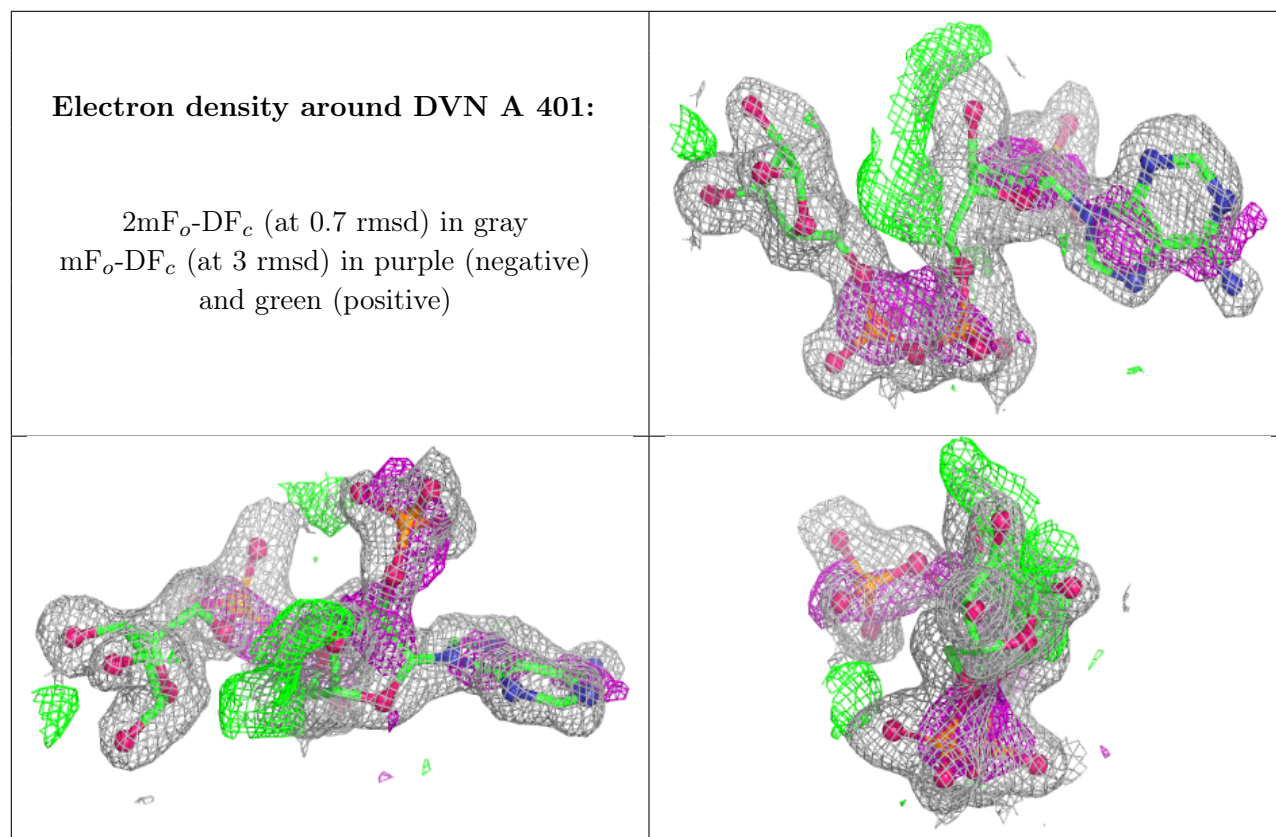 Electron density around DVN A 401:
2mFo-DFc (at 0.7 rmsd) in gray
mFo-DFc (at 3 rmsd) in purple (negative)
and green (positive)